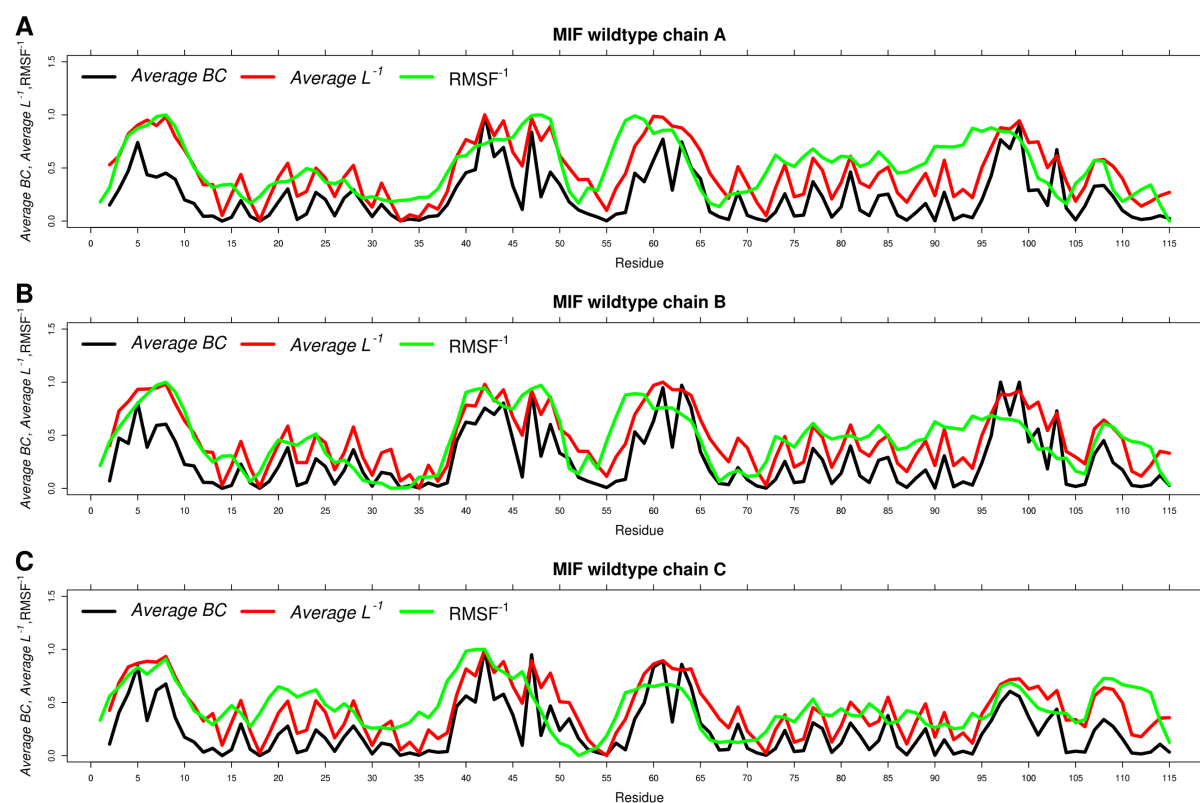 A
MIF wildtype chain A
Average BC, Average L⁻¹,RMSF⁻¹
1.5
1.0
0.5
0.0
Average BC Average L⁻¹ RMSF⁻¹
0 5 10 15 20 25 30 35 40 45 50 55 60 65 70 75 80 85 90 95 100 105 110 115
Residue
B
MIF wildtype chain B
Average BC, Average L⁻¹,RMSF⁻¹
1.5
1.0
0.5
0.0
Average BC Average L⁻¹ RMSF⁻¹
0 5 10 15 20 25 30 35 40 45 50 55 60 65 70 75 80 85 90 95 100 105 110 115
Residue
C
MIF wildtype chain C
Average BC, Average L⁻¹,RMSF⁻¹
1.5
1.0
0.5
0.0
Average BC Average L⁻¹ RMSF⁻¹
0 5 10 15 20 25 30 35 40 45 50 55 60 65 70 75 80 85 90 95 100 105 110 115
Residue